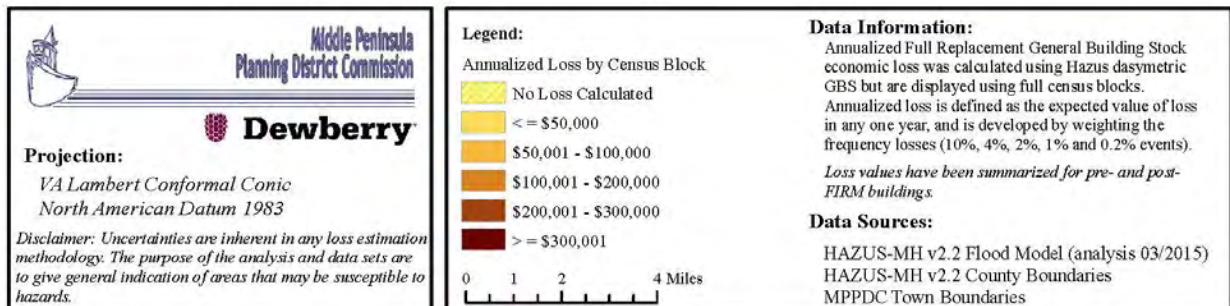 Middle Peninsula
Planning District Commission
Dewberry
Projection:
VA Lambert Conformal Conic
North American Datum 1983
Disclaimer: Uncertainties are inherent in any loss estimation
methodology. The purpose of the analysis and data sets are
to give general indication of areas that may be susceptible to
hazards.
Legend:
Annualized Loss by Census Block
No Loss Calculated
< = $50,000
$50,001 - $100,000
$100,001 - $200,000
$200,001 - $300,000
> = $300,001
0 1 2 4 Miles
Data Information:
Annualized Full Replacement General Building Stock
economic loss was calculated using Hazus dasymetric
GBS but are displayed using full census blocks.
Annualized loss is defined as the expected value of loss
in any one year, and is developed by weighting the
frequency losses (10%, 4%, 2%, 1% and 0.2% events).
Loss values have been summarized for pre- and post-
FIRM buildings.
Data Sources:
HAZUS-MH v2.2 Flood Model (analysis 03/2015)
HAZUS-MH v2.2 County Boundaries
MPPDC Town Boundaries